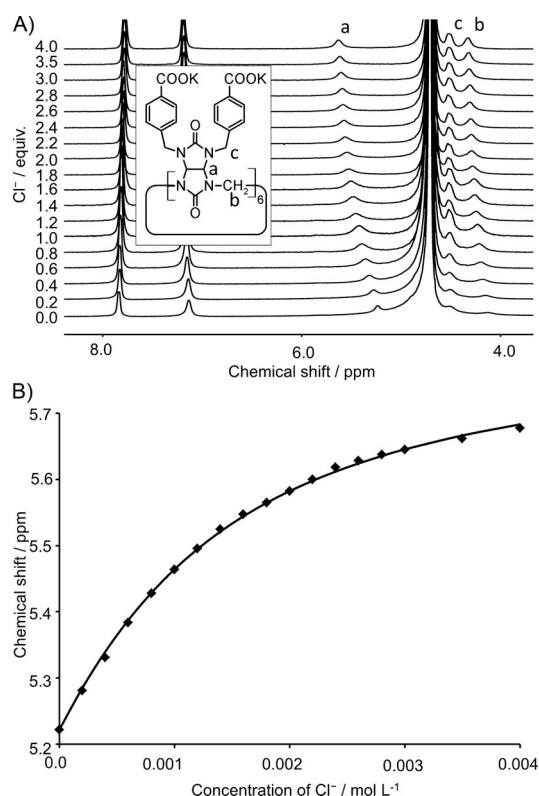 A)
a
c b
4.0
3.5
3.0
2.8
2.6
2.4
2.2
2.0
1.8
1.6
1.4
1.2
1.0
0.8
0.6
0.4
0.2
0.0
Cl⁻ / equiv.
COOK COOK
O
N N c
a
N N CH₂
b 6
O
8.0 6.0 4.0
Chemical shift / ppm
B)
5.7
5.6
5.5
5.4
5.3
5.2
Chemical shift / ppm
0.0 0.001 0.002 0.003 0.004
Concentration of Cl⁻ / mol L⁻¹